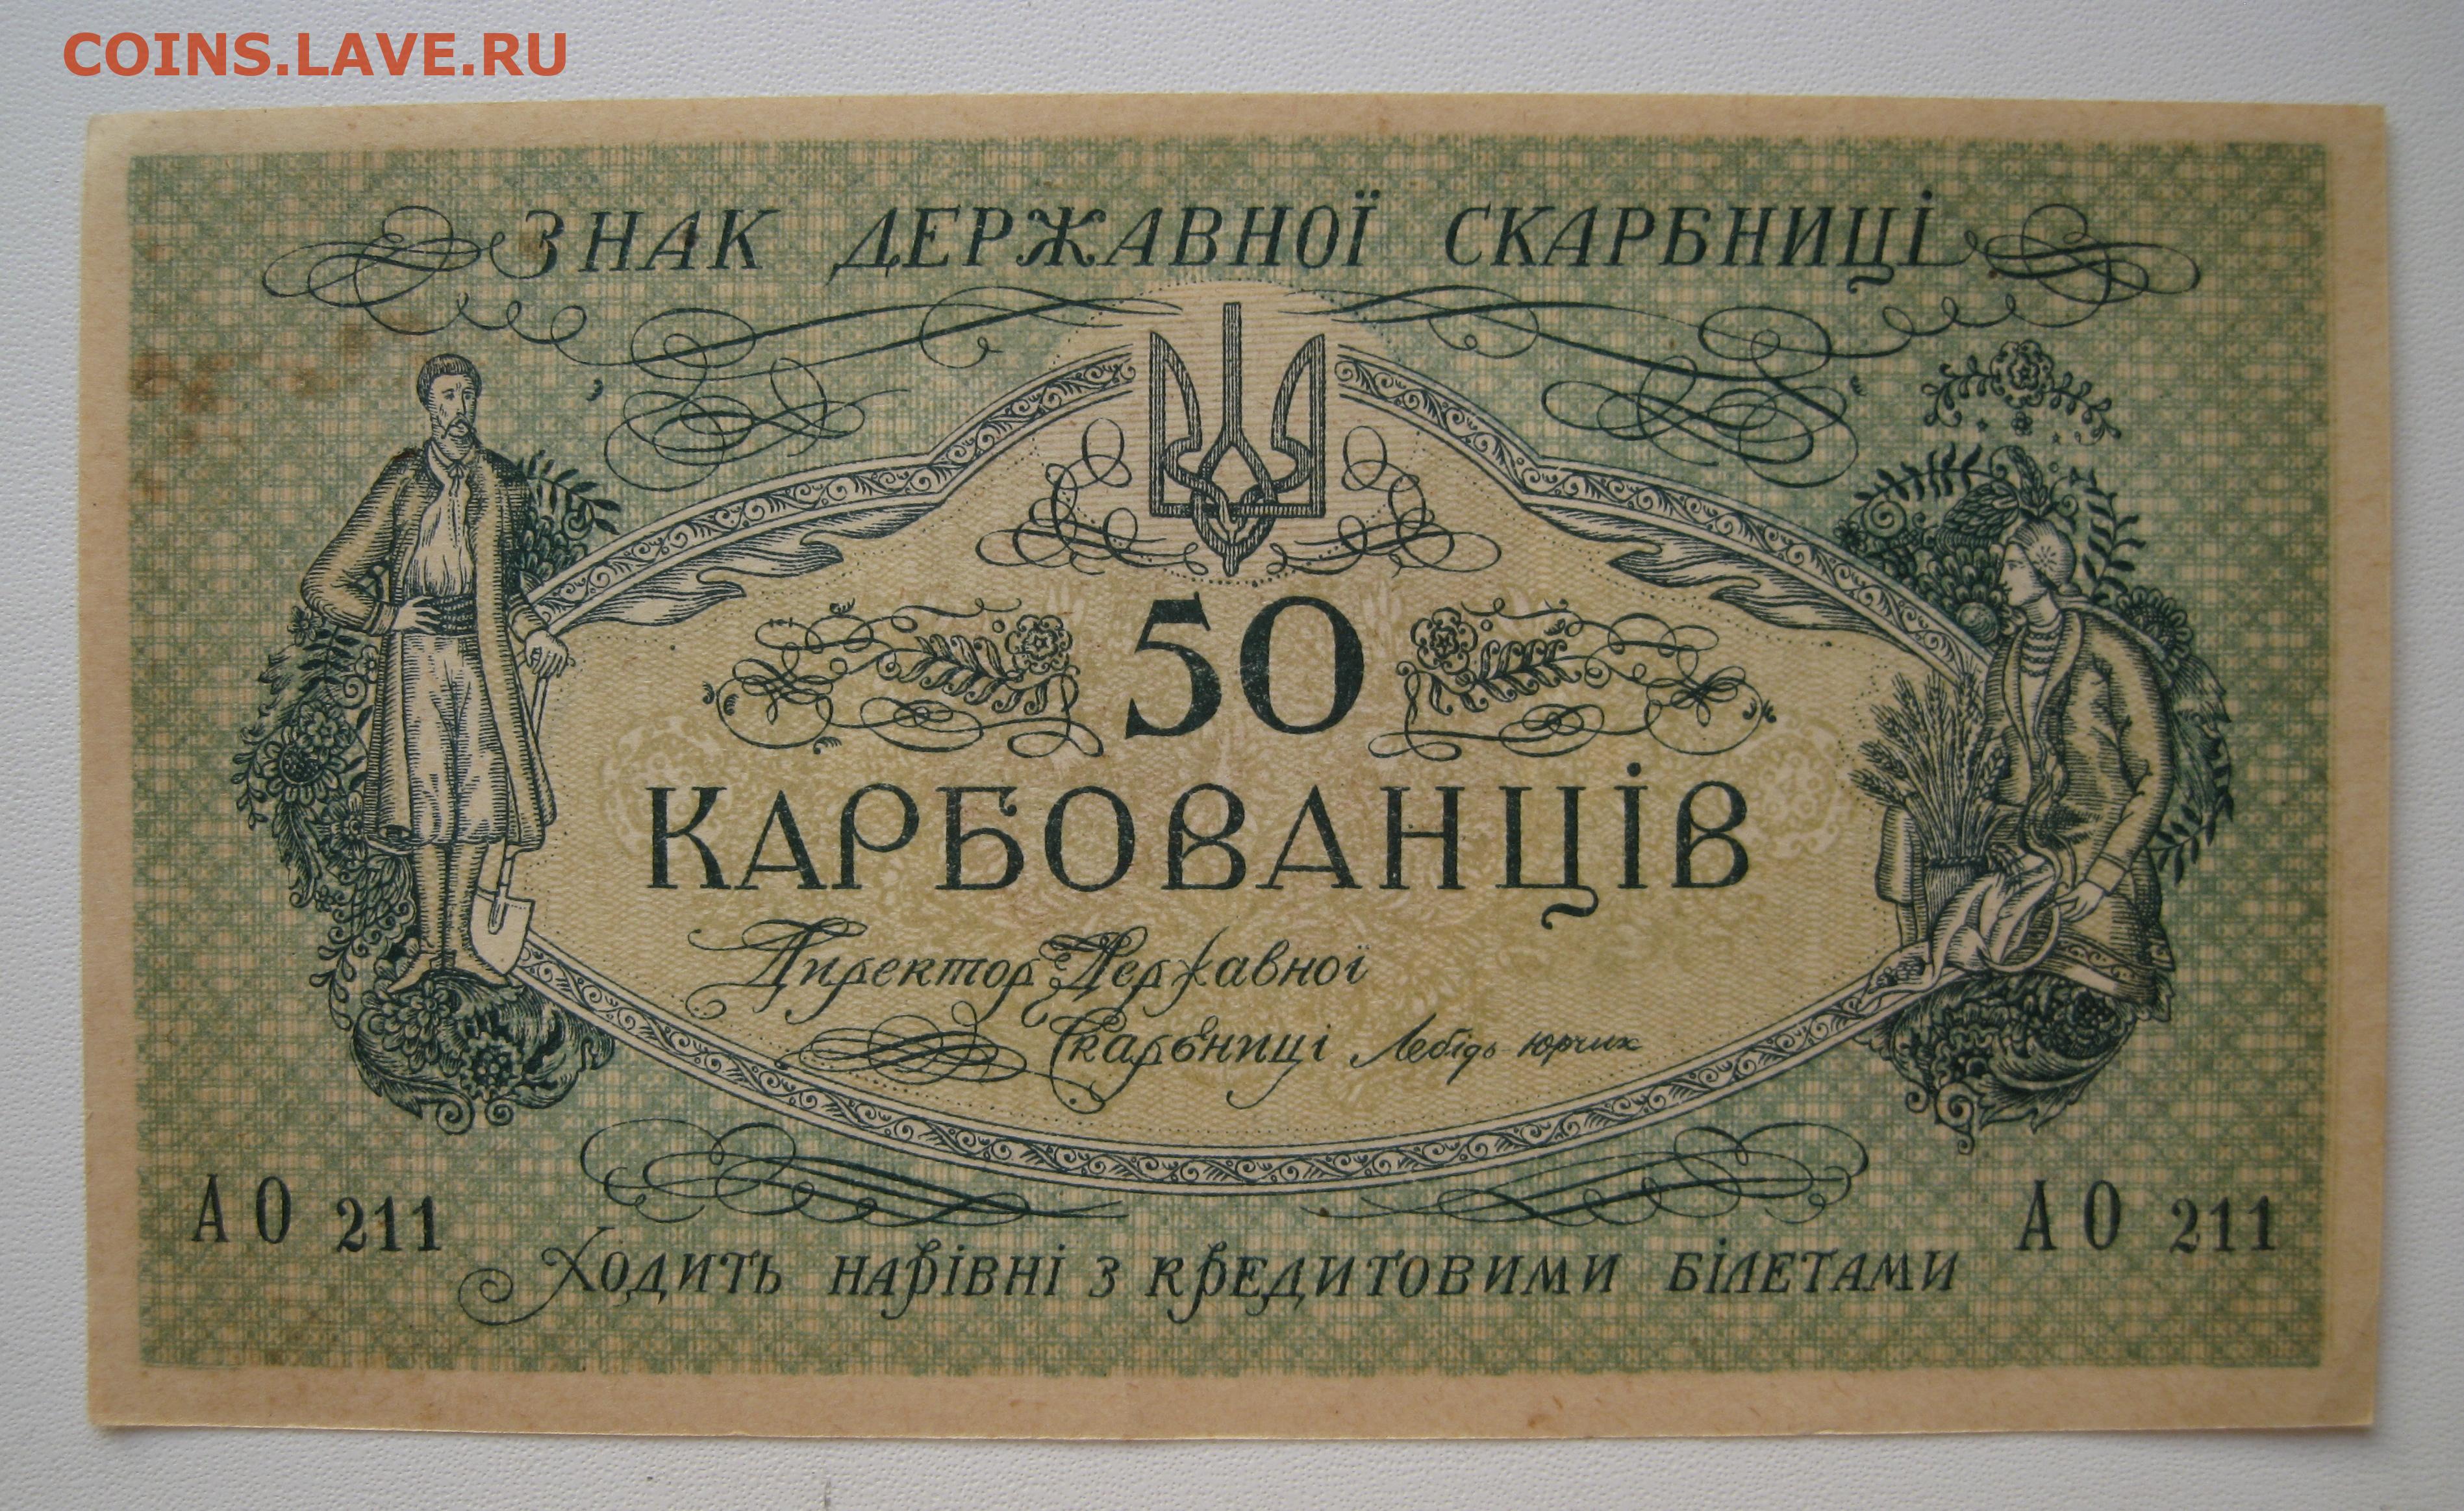 COINS.LAVE.RU
ЗНАК ДЕРЖАВНОЇ СКАРБНИЦІ
50
КАРБОВАНЦІВ
Директор Державної
Скарбниці Лебідь Юрчик
АО 211
АО 211
Ходить нарівні з кредитовими білетами